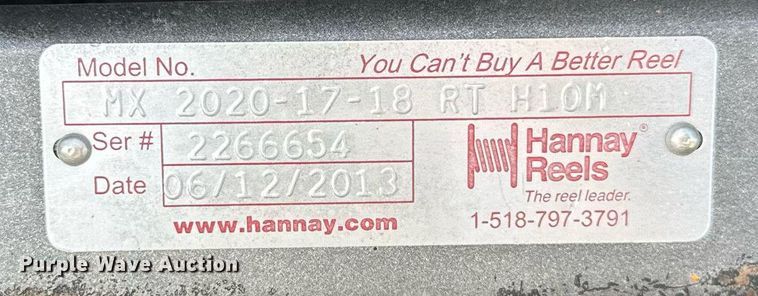 Model No. You Can't Buy A Better Reel
MX 2020-17-18 RT H10M
Ser # 2266654
Hannay®
Reels
Date 06/12/2013
The reel leader.
www.hannay.com 1-518-797-3791
Purple Wave Auction